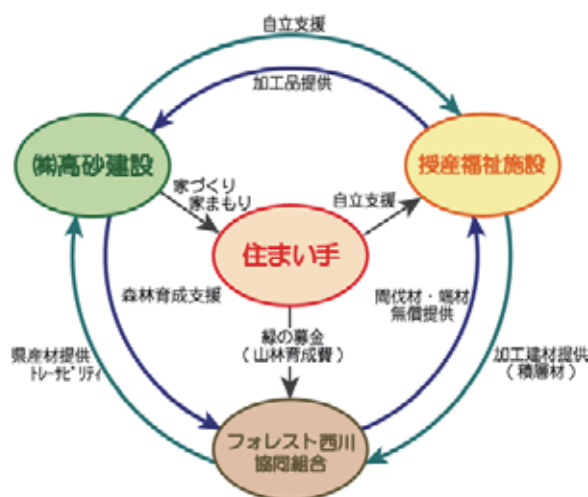 自立支援
加工品提供
㈱高砂建設
授産福祉施設
家づくり
家まもり
自立支援
住まい手
森林育成支援
間伐材・端材
無償提供
緑の募金
(山林育成費)
県産材提供
トレーサビリティ
加工建材提供
(積層材)
フォレスト西川
協同組合